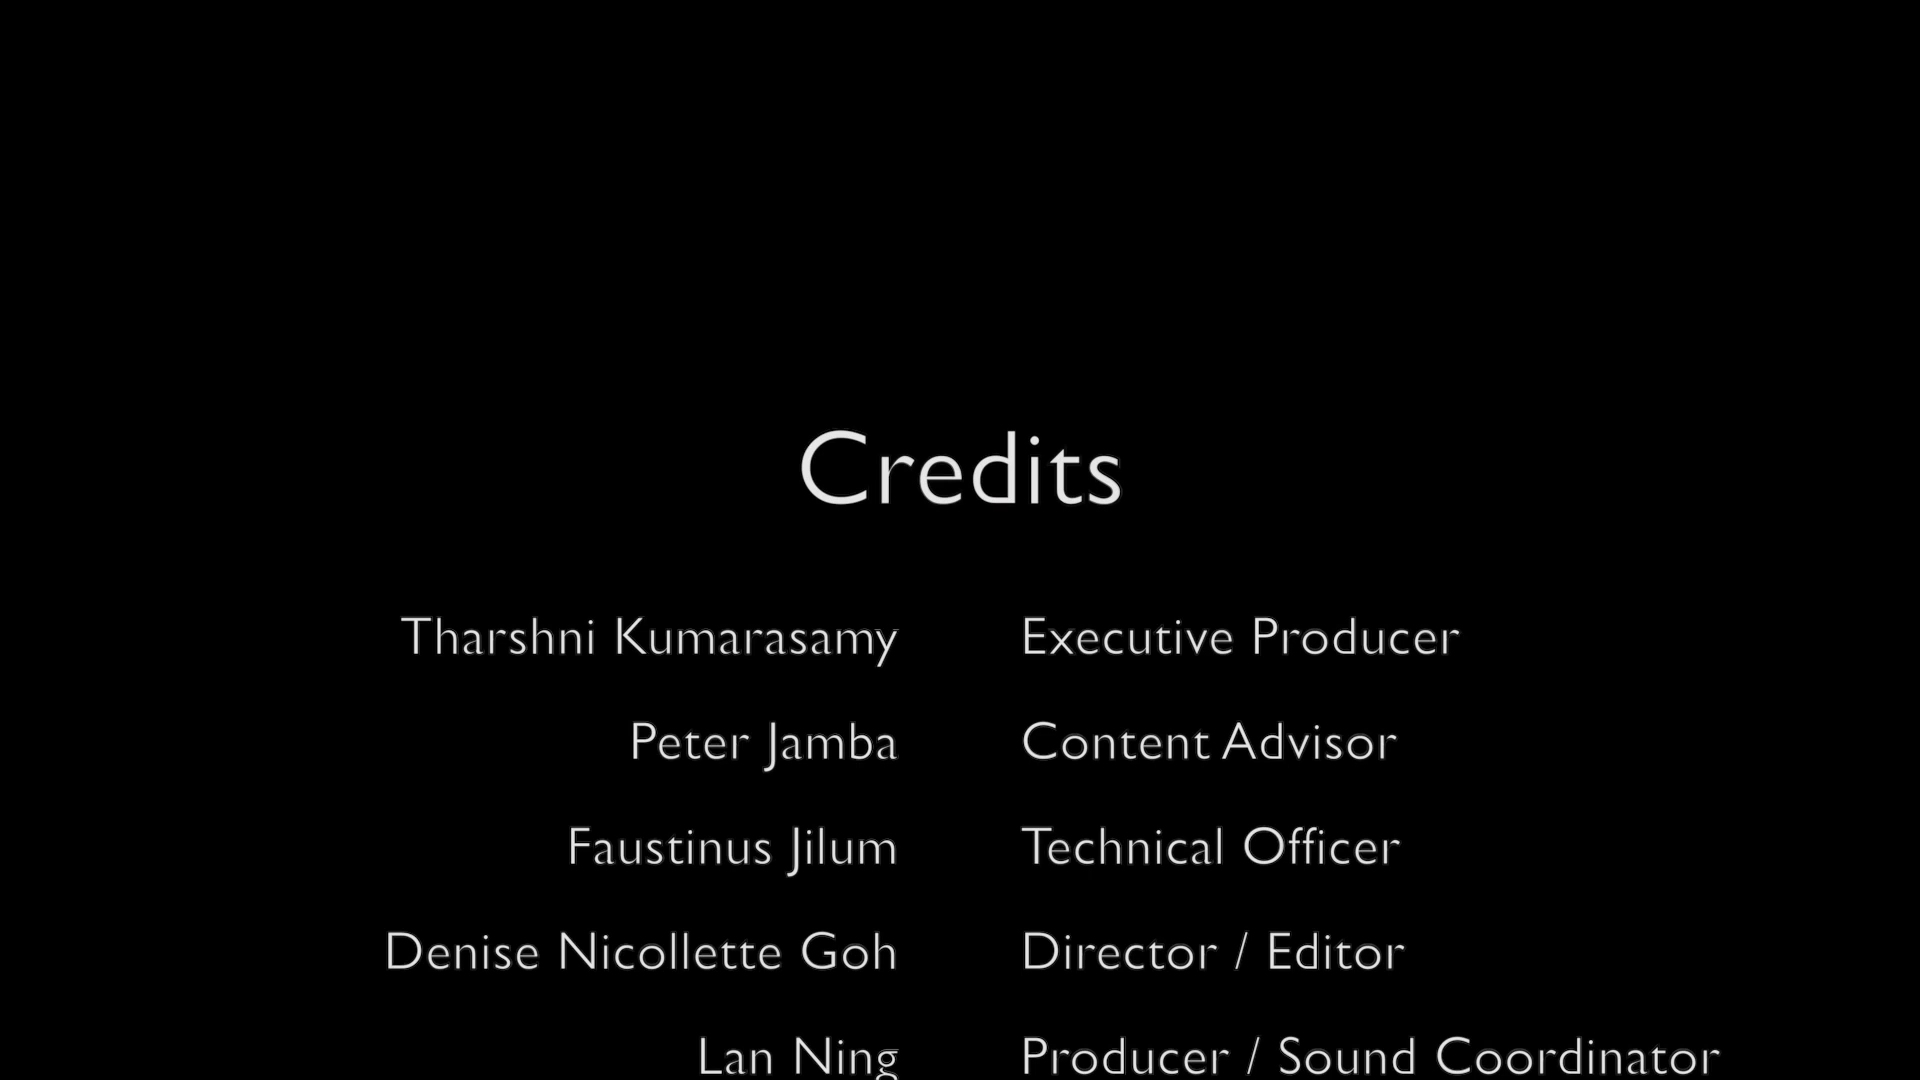 Credits
Tharshni Kumarasamy Executive Producer
Peter Jamba Content Advisor
Faustinus Jilum Technical Officer
Denise Nicollette Goh Director / Editor
Lan Ning Producer / Sound Coordinator